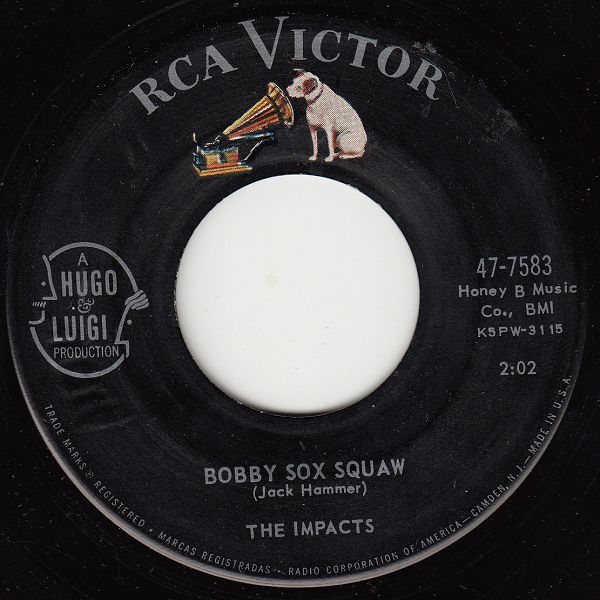 RCA VICTOR
A
HUGO
&
LUIGI
PRODUCTION
47-7583
Honey B Music
Co., BMI
K5PW-3115
2:02
BOBBY SOX SQUAW
(Jack Hammer)
THE IMPACTS
TRADE MARKS ® REGISTERED • MARCAS REGISTRADAS • RADIO CORPORATION OF AMERICA—CAMDEN, N.J.—MADE IN U.S.A.